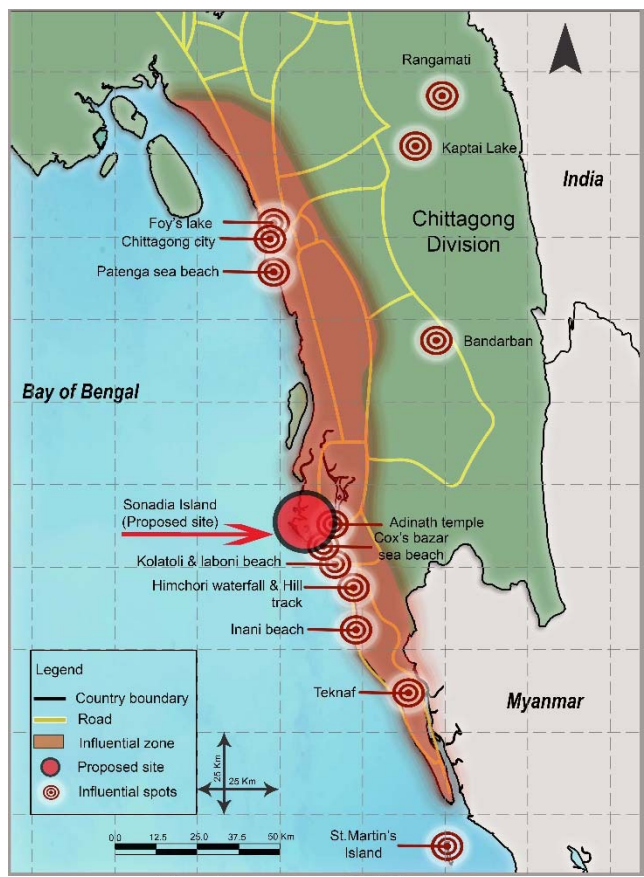 Rangamati
Kaptai Lake
India
Foy's lake
Chittagong city
Chittagong
Division
Patenga sea beach
Bandarban
Bay of Bengal
Sonadia Island
(Proposed site)
Adinath temple
Cox's bazar
sea beach
Kolatoli & laboni beach
Himchori waterfall & Hill
track
Inani beach
Legend
Country boundary
Road
Influential zone
Proposed site
Influential spots
Teknaf
Myanmar
25 Km
25 Km
0.0 12.5 25.0 37.5 50 Km
St.Martin's
Island